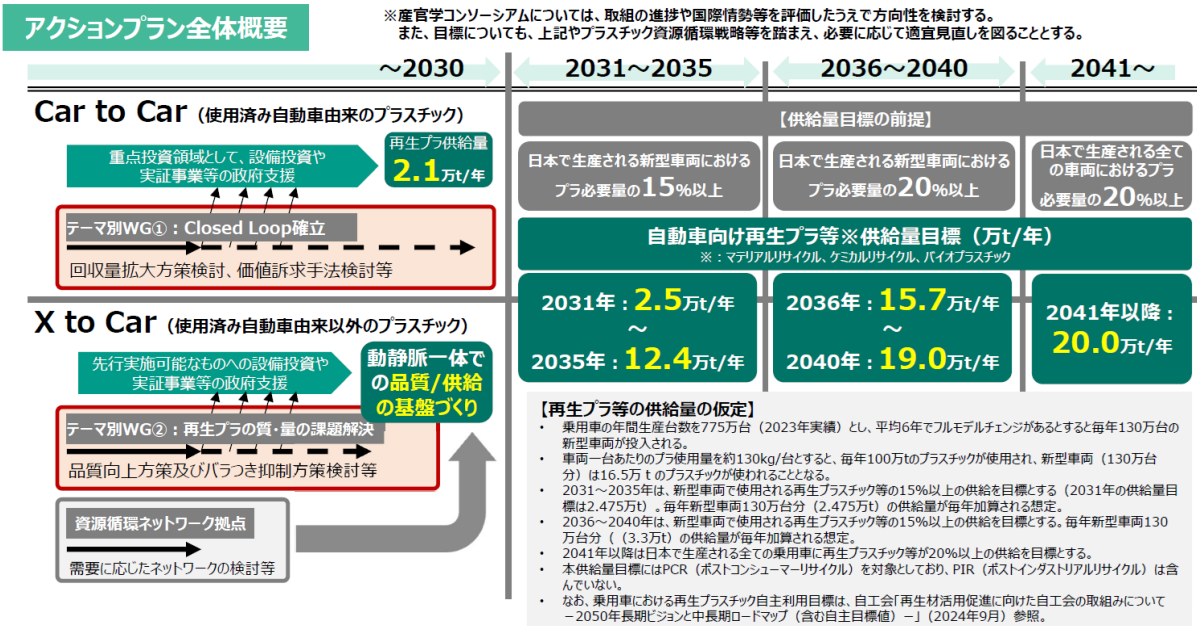 アクションプラン全体概要
※産官学コンソーシアムについては、取組の進捗や国際情勢等を評価したうえで方向性を検討する。
また、目標についても、上記やプラスチック資源循環戦略等を踏まえ、必要に応じて適宜見直しを図ることとする。
～2030
2031～2035
2036～2040
2041～
Car to Car（使用済み自動車由来のプラスチック）
重点投資領域として、設備投資や
実証事業等の政府支援
再生プラ供給量
2.1万t/年
テーマ別WG①：Closed Loop確立
回収量拡大方策検討、価値訴求手法検討等
X to Car（使用済み自動車由来以外のプラスチック）
先行実施可能なものへの設備投資や
実証事業等の政府支援
動静脈一体で
の品質/供給
の基盤づくり
テーマ別WG②：再生プラの質・量の課題解決
品質向上方策及びバラつき抑制方策検討等
資源循環ネットワーク拠点
需要に応じたネットワークの検討等
【供給量目標の前提】
日本で生産される新型車両における
プラ必要量の15%以上
日本で生産される新型車両における
プラ必要量の20%以上
日本で生産される全て
の車両におけるプラ
必要量の20%以上
自動車向け再生プラ等※供給量目標（万t/年）
※：マテリアルリサイクル、ケミカルリサイクル、バイオプラスチック
2031年：2.5万t/年
～
2035年：12.4万t/年
2036年：15.7万t/年
～
2040年：19.0万t/年
2041年以降：
20.0万t/年
【再生プラ等の供給量の仮定】
・ 乗用車の年間生産台数を775万台（2023年実績）とし、平均6年でフルモデルチェンジがあるとすると毎年130万台の
新型車両が投入される。
・ 車両一台あたりのプラ使用量を約130kg/台とすると、毎年100万tのプラスチックが使用され、新型車両（130万台
分）は16.5万ｔのプラスチックが使われることとなる。
・ 2031～2035年は、新型車両で使用される再生プラスチック等の15%以上の供給を目標とする（2031年の供給量目
標は2.475万t）。毎年新型車両130万台分（2.475万t）の供給量が毎年加算される想定。
・ 2036～2040年は、新型車両で使用される再生プラスチック等の15%以上の供給を目標とする。毎年新型車両130
万台分（（3.3万t）の供給量が毎年加算される想定。
・ 2041年以降は日本で生産される全ての乗用車に再生プラスチック等が20%以上の供給を目標とする。
・ 本供給量目標にはPCR（ポストコンシューマーリサイクル）を対象としており、PIR（ポストインダストリアルリサイクル）は含
んでいない。
・ なお、乗用車における再生プラスチック自主利用目標は、自工会「再生材活用促進に向けた自工会の取組みについて
－2050年長期ビジョンと中長期ロードマップ（含む自主目標値）－」（2024年9月）参照。